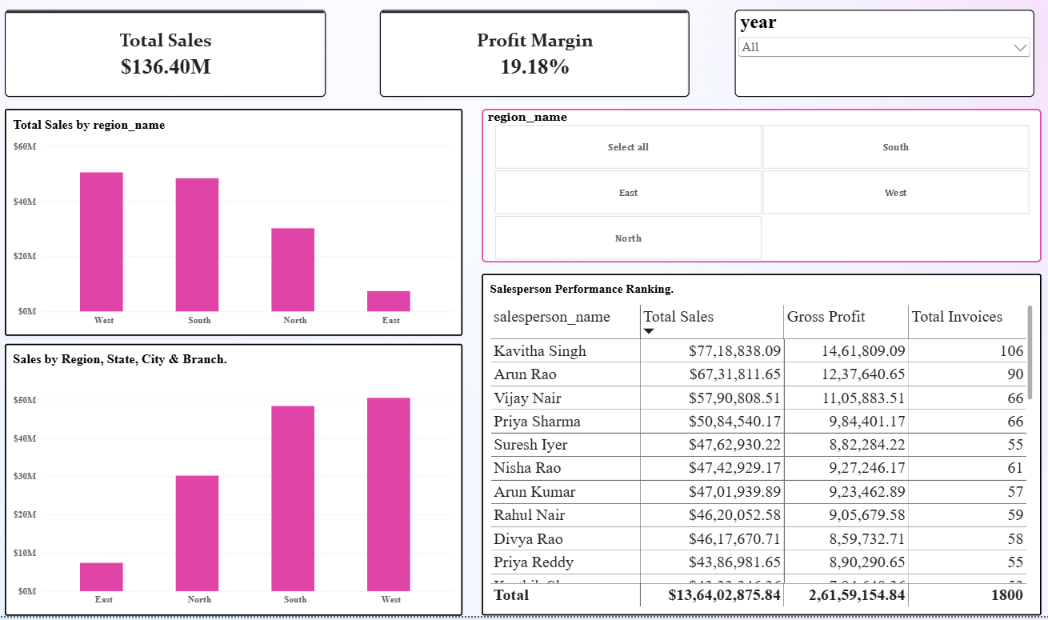 Total Sales
$136.40M
Profit Margin
19.18%
year
All
Total Sales by region_name
$60M
$40M
$20M
$0M
West South North East
region_name
Select all South
East West
North
Sales by Region, State, City & Branch.
$50M
$40M
$30M
$20M
$10M
$0M
East North South West
Salesperson Performance Ranking.
salesperson_name Total Sales Gross Profit Total Invoices
Kavitha Singh $77,18,838.09 14,61,809.09 106
Arun Rao $67,31,811.65 12,37,640.65 90
Vijay Nair $57,90,808.51 11,05,883.51 66
Priya Sharma $50,84,540.17 9,84,401.17 66
Suresh Iyer $47,62,930.22 8,82,284.22 55
Nisha Rao $47,42,929.17 9,27,246.17 61
Arun Kumar $47,01,939.89 9,23,462.89 57
Rahul Nair $46,20,052.58 9,05,679.58 59
Divya Rao $46,17,670.71 8,59,732.71 58
Priya Reddy $43,86,981.65 8,90,290.65 55
Total $13,64,02,875.84 2,61,59,154.84 1800